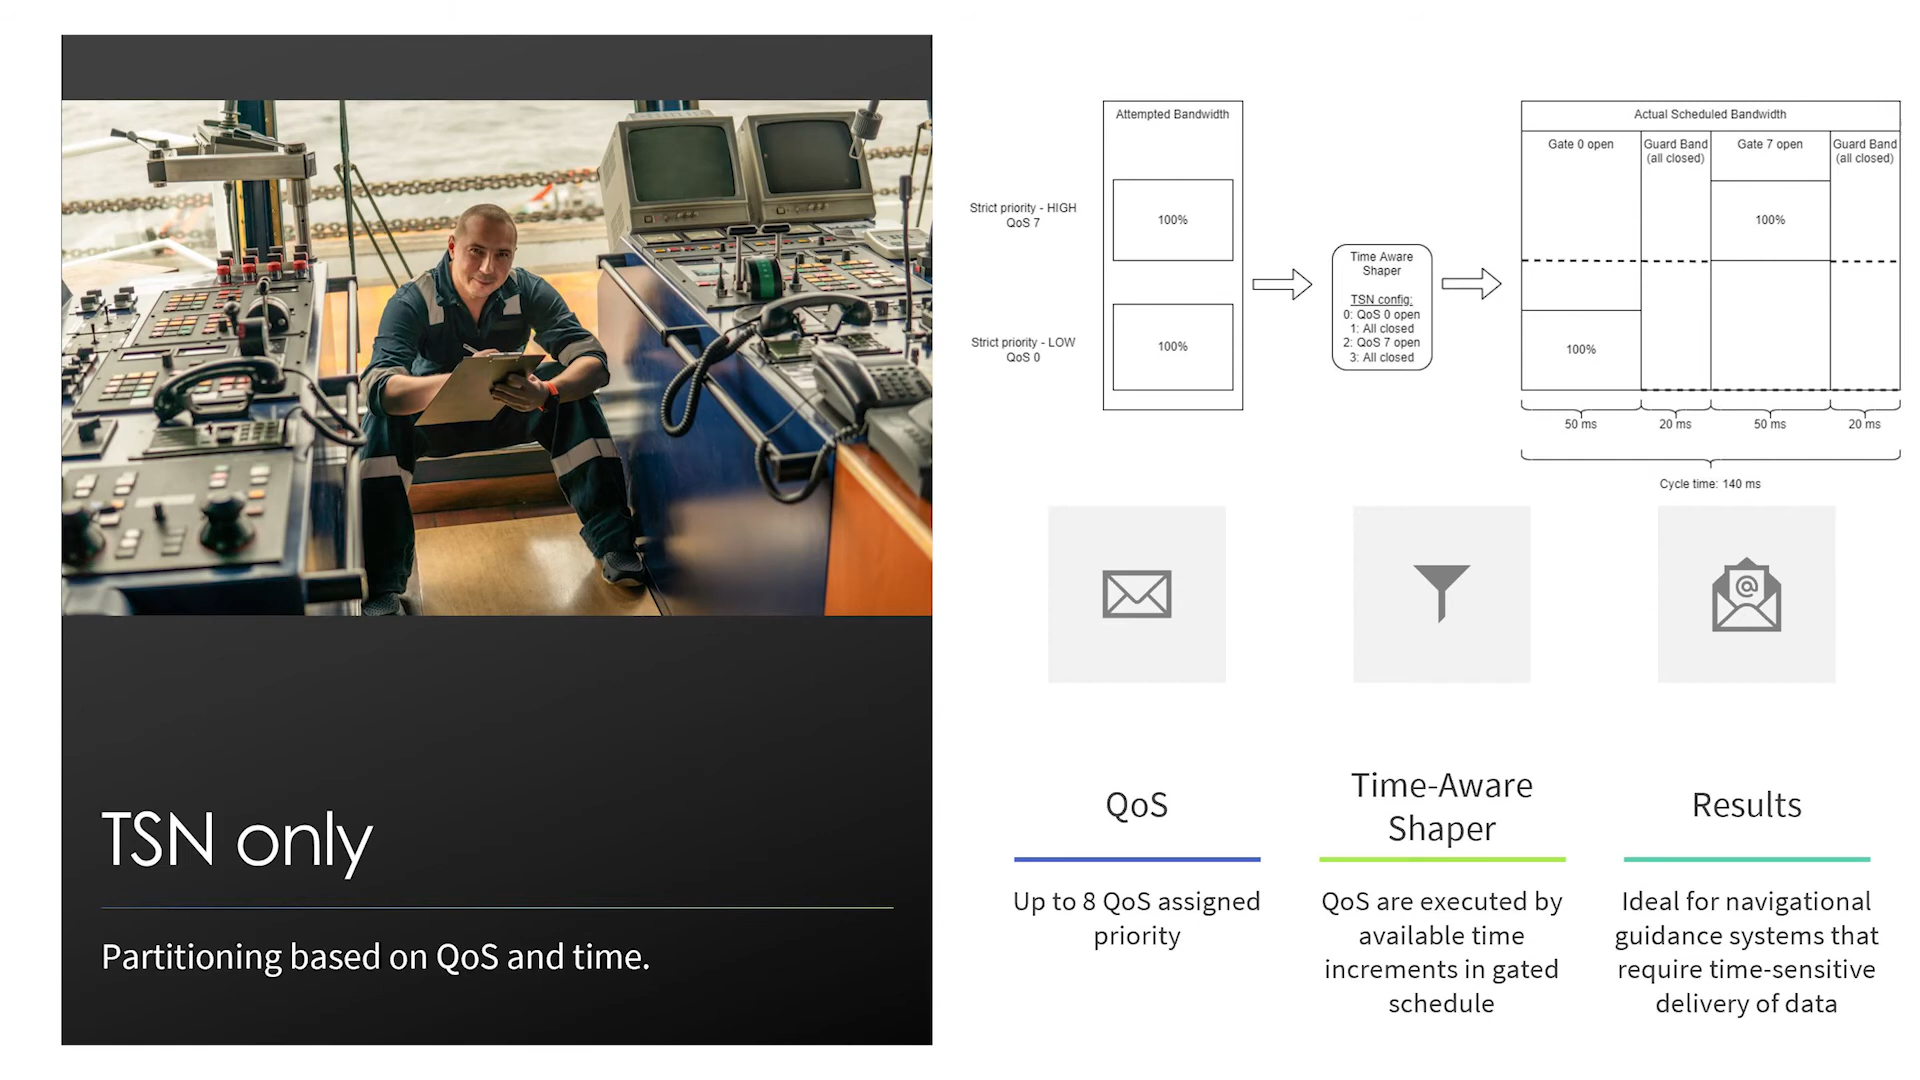 TSN only
Partitioning based on QoS and time.
Attempted Bandwidth
Strict priority - HIGH
QoS 7
100%
Strict priority - LOW
QoS 0
100%
Time Aware
Shaper
TSN config:
0: QoS 0 open
1: All closed
2: QoS 7 open
3: All closed
Actual Scheduled Bandwidth
Gate 0 open
Guard Band
(all closed)
Gate 7 open
Guard Band
(all closed)
100%
100%
50 ms
20 ms
50 ms
20 ms
Cycle time: 140 ms
QoS
Up to 8 QoS assigned
priority
Time-Aware
Shaper
QoS are executed by
available time
increments in gated
schedule
Results
Ideal for navigational
guidance systems that
require time-sensitive
delivery of data